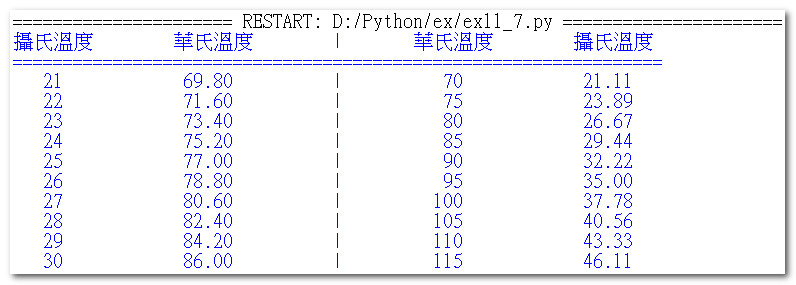 ====================== RESTART: D:/Python/ex/ex11_7.py ======================
攝氏溫度        華氏溫度          |       華氏溫度        攝氏溫度
=================================================================
   21            69.80          |          70            21.11
   22            71.60          |          75            23.89
   23            73.40          |          80            26.67
   24            75.20          |          85            29.44
   25            77.00          |          90            32.22
   26            78.80          |          95            35.00
   27            80.60          |         100            37.78
   28            82.40          |         105            40.56
   29            84.20          |         110            43.33
   30            86.00          |         115            46.11